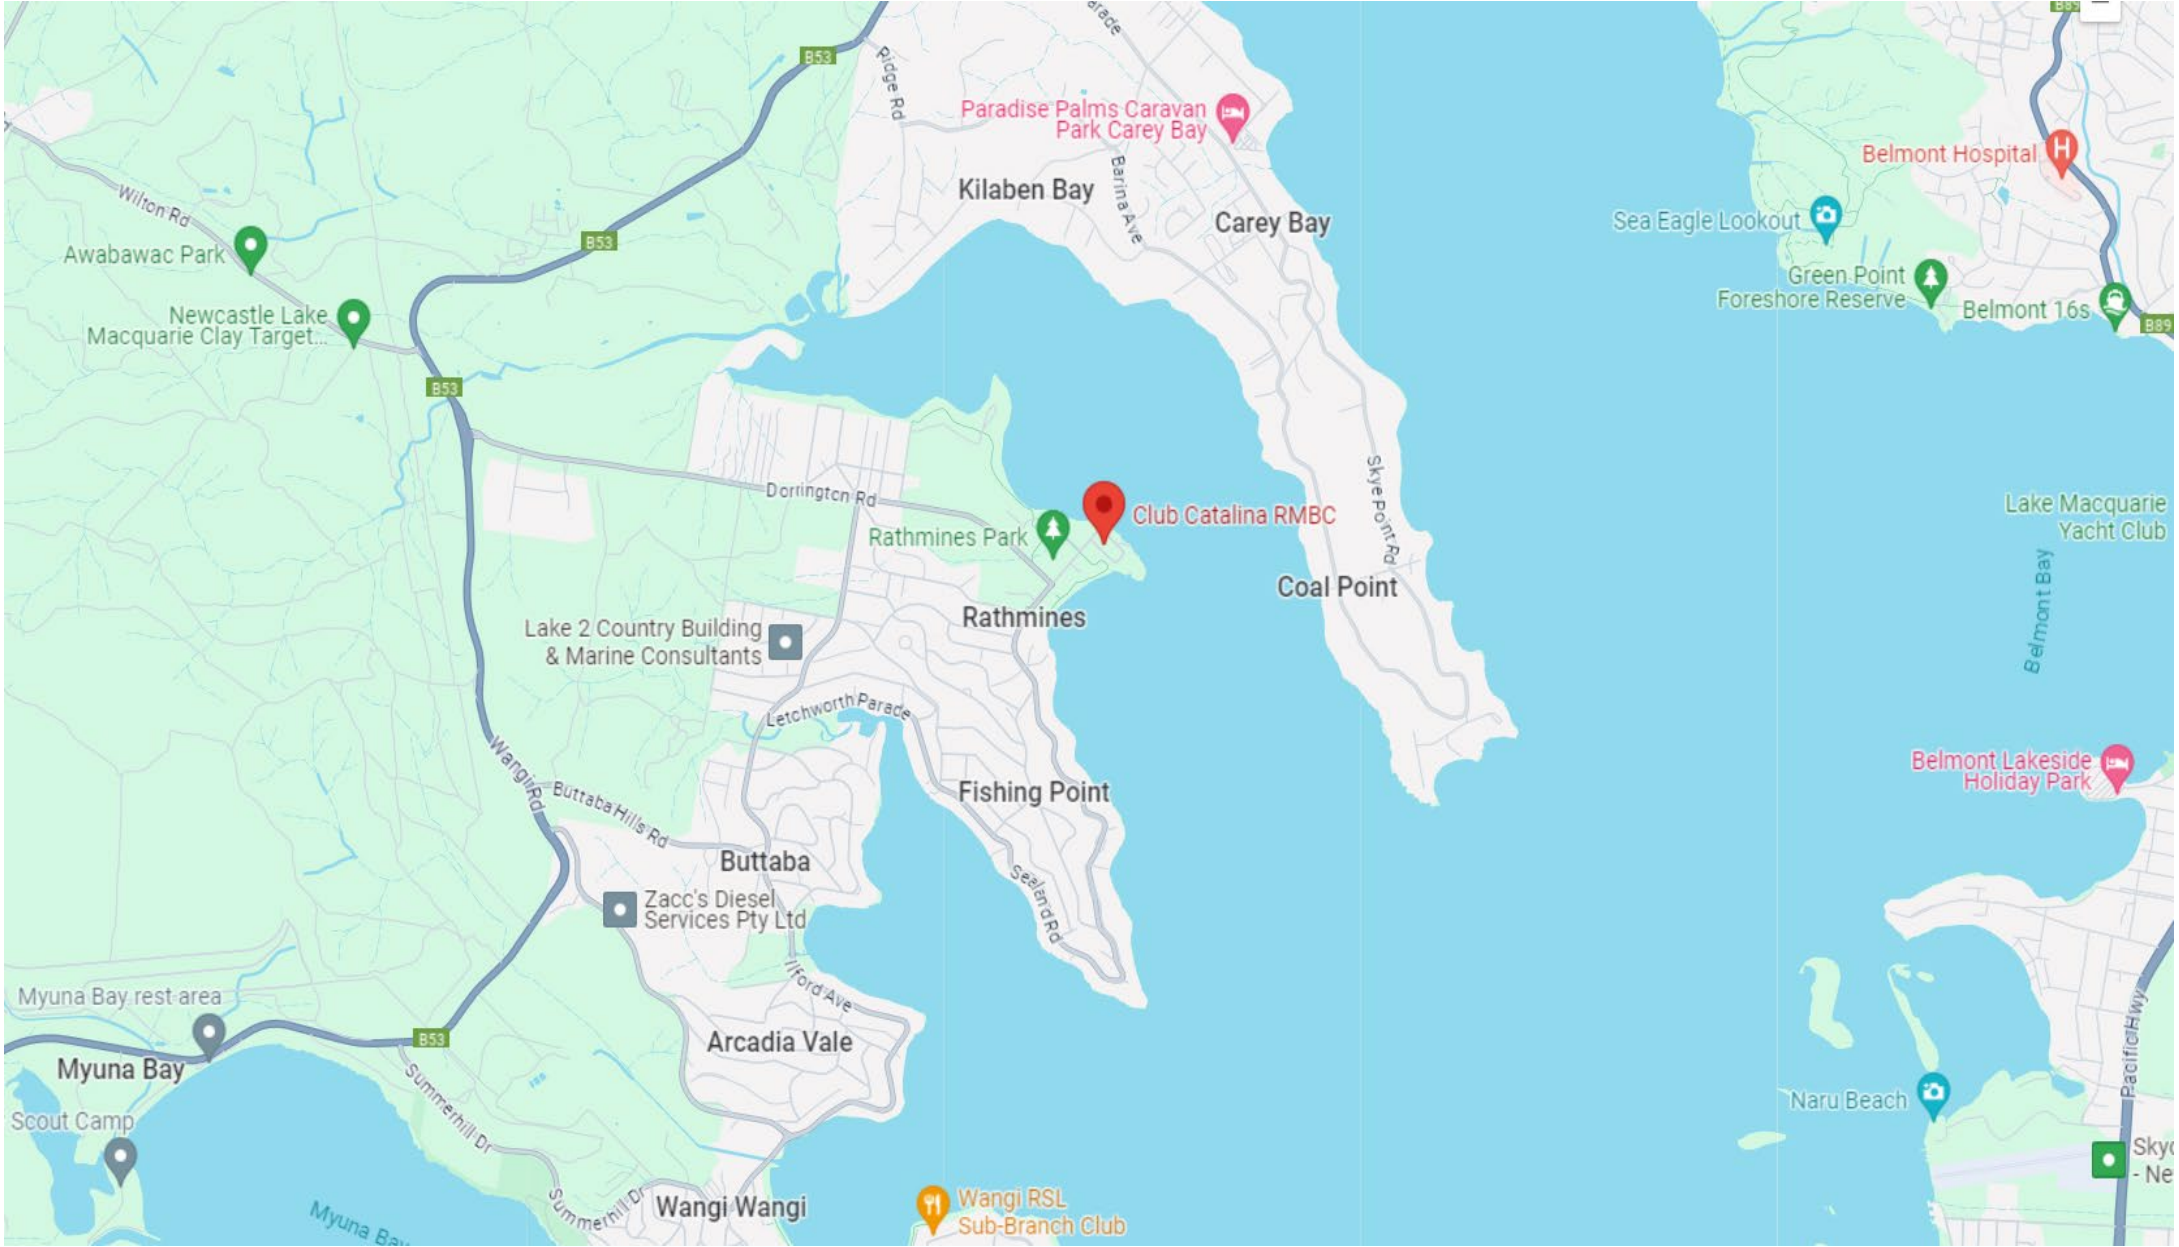 B53
Ridge Rd
arade
B89
Paradise Palms Caravan
Park Carey Bay
Belmont Hospital
Wilton Rd
Kilaben Bay
Barina Ave
Carey Bay
Sea Eagle Lookout
Awabawac Park
B53
Green Point
Foreshore Reserve
Belmont 16s
B89
Newcastle Lake
Macquarie Clay Target...
B53
Dorrington Rd
Skye Point Rd
Lake Macquarie
Yacht Club
Club Catalina RMBC
Rathmines Park
Coal Point
Belmont Bay
Rathmines
Lake 2 Country Building
& Marine Consultants
Letchworth Parade
Wangi Rd
Buttaba Hills Rd
Fishing Point
Belmont Lakeside
Holiday Park
Buttaba
Sealand Rd
Zacc's Diesel
Services Pty Ltd
Ilford Ave
Myuna Bay rest area
Pacific Hwy
B53
Arcadia Vale
Myuna Bay
Summerhill Dr
Naru Beach
Scout Camp
Skyd
- Ne
Summerhill Dr
Wangi Wangi
Wangi RSL
Sub-Branch Club
Myuna Bay